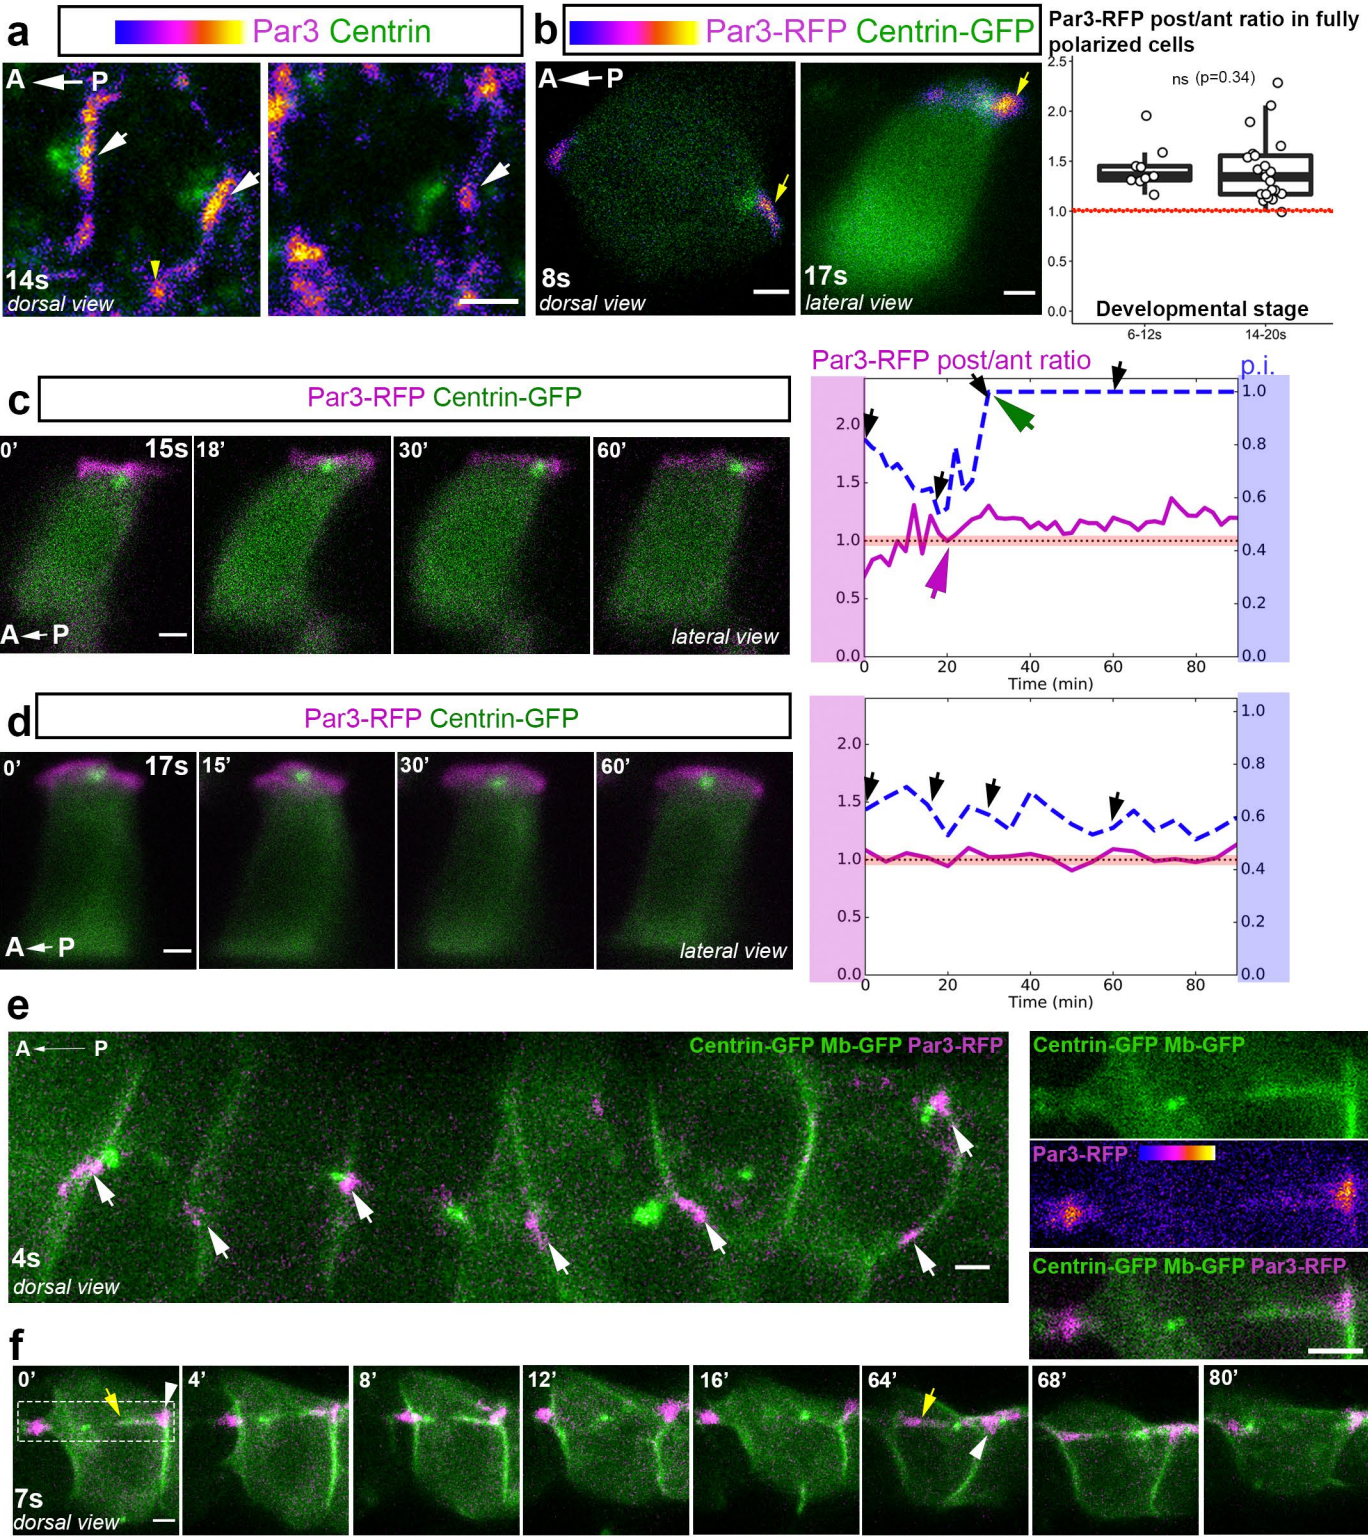 a
Par3 Centrin
A P
14s
dorsal view
b
Par3-RFP Centrin-GFP
A P
8s
dorsal view
17s
lateral view
Par3-RFP post/ant ratio in fully
polarized cells
ns (p=0.34)
2.5
2.0
1.5
1.0
0.5
0.0
Developmental stage
6-12s
14-20s
c
Par3-RFP Centrin-GFP
0’
15s
18’
30’
60’
A P
lateral view
Par3-RFP post/ant ratio
p.i.
2.0
1.5
1.0
0.5
0.0
1.0
0.8
0.6
0.4
0.2
0.0
0 20 40 60 80
Time (min)
d
Par3-RFP Centrin-GFP
0’
17s
15’
30’
60’
A P
lateral view
2.0
1.5
1.0
0.5
0.0
1.0
0.8
0.6
0.4
0.2
0.0
0 20 40 60 80
Time (min)
e
A P
Centrin-GFP Mb-GFP Par3-RFP
4s
dorsal view
Centrin-GFP Mb-GFP
Par3-RFP
Centrin-GFP Mb-GFP Par3-RFP
f
0’
4’
8’
12’
16’
64’
68’
80’
7s
dorsal view